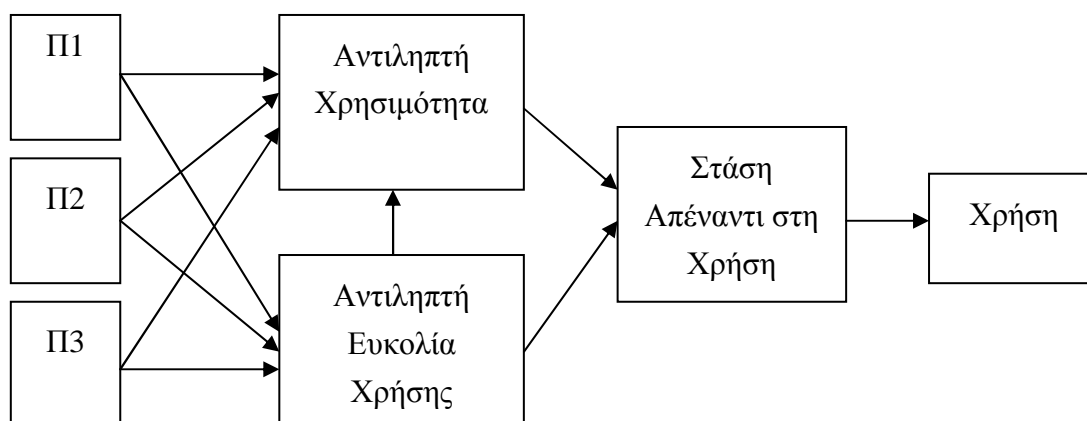 Π1
Π2
Π3
Αντιληπτή
Χρησιμότητα
Αντιληπτή
Ευκολία
Χρήσης
Στάση
Απέναντι στη
Χρήση
Χρήση